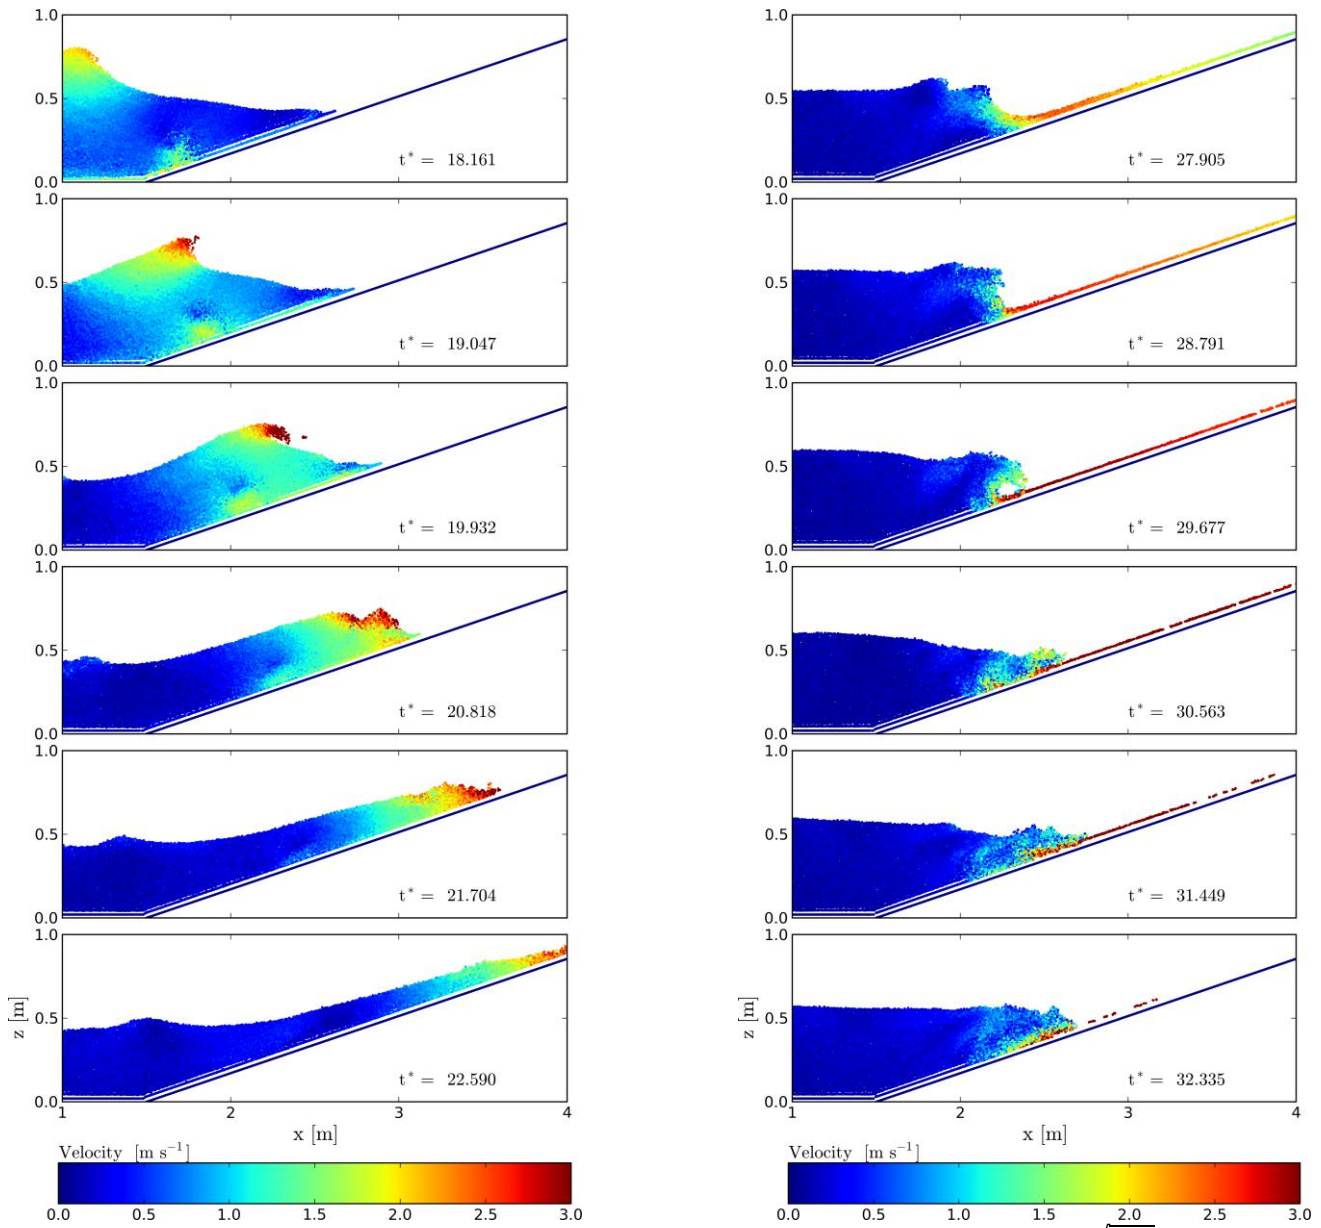 1.0
0.5
0.0
t* = 18.161
1.0
0.5
0.0
t* = 19.047
1.0
0.5
0.0
t* = 19.932
1.0
0.5
0.0
t* = 20.818
1.0
0.5
0.0
t* = 21.704
1.0
0.5
0.0
z [m]
t* = 22.590
1 2 3 4
x [m]
Velocity [m s⁻¹]
0.0 0.5 1.0 1.5 2.0 2.5 3.0
1.0
0.5
0.0
t* = 27.905
1.0
0.5
0.0
t* = 28.791
1.0
0.5
0.0
t* = 29.677
1.0
0.5
0.0
t* = 30.563
1.0
0.5
0.0
t* = 31.449
1.0
0.5
0.0
z [m]
t* = 32.335
1 2 3 4
x [m]
Velocity [m s⁻¹]
0.0 0.5 1.0 1.5 2.0 2.5 3.0